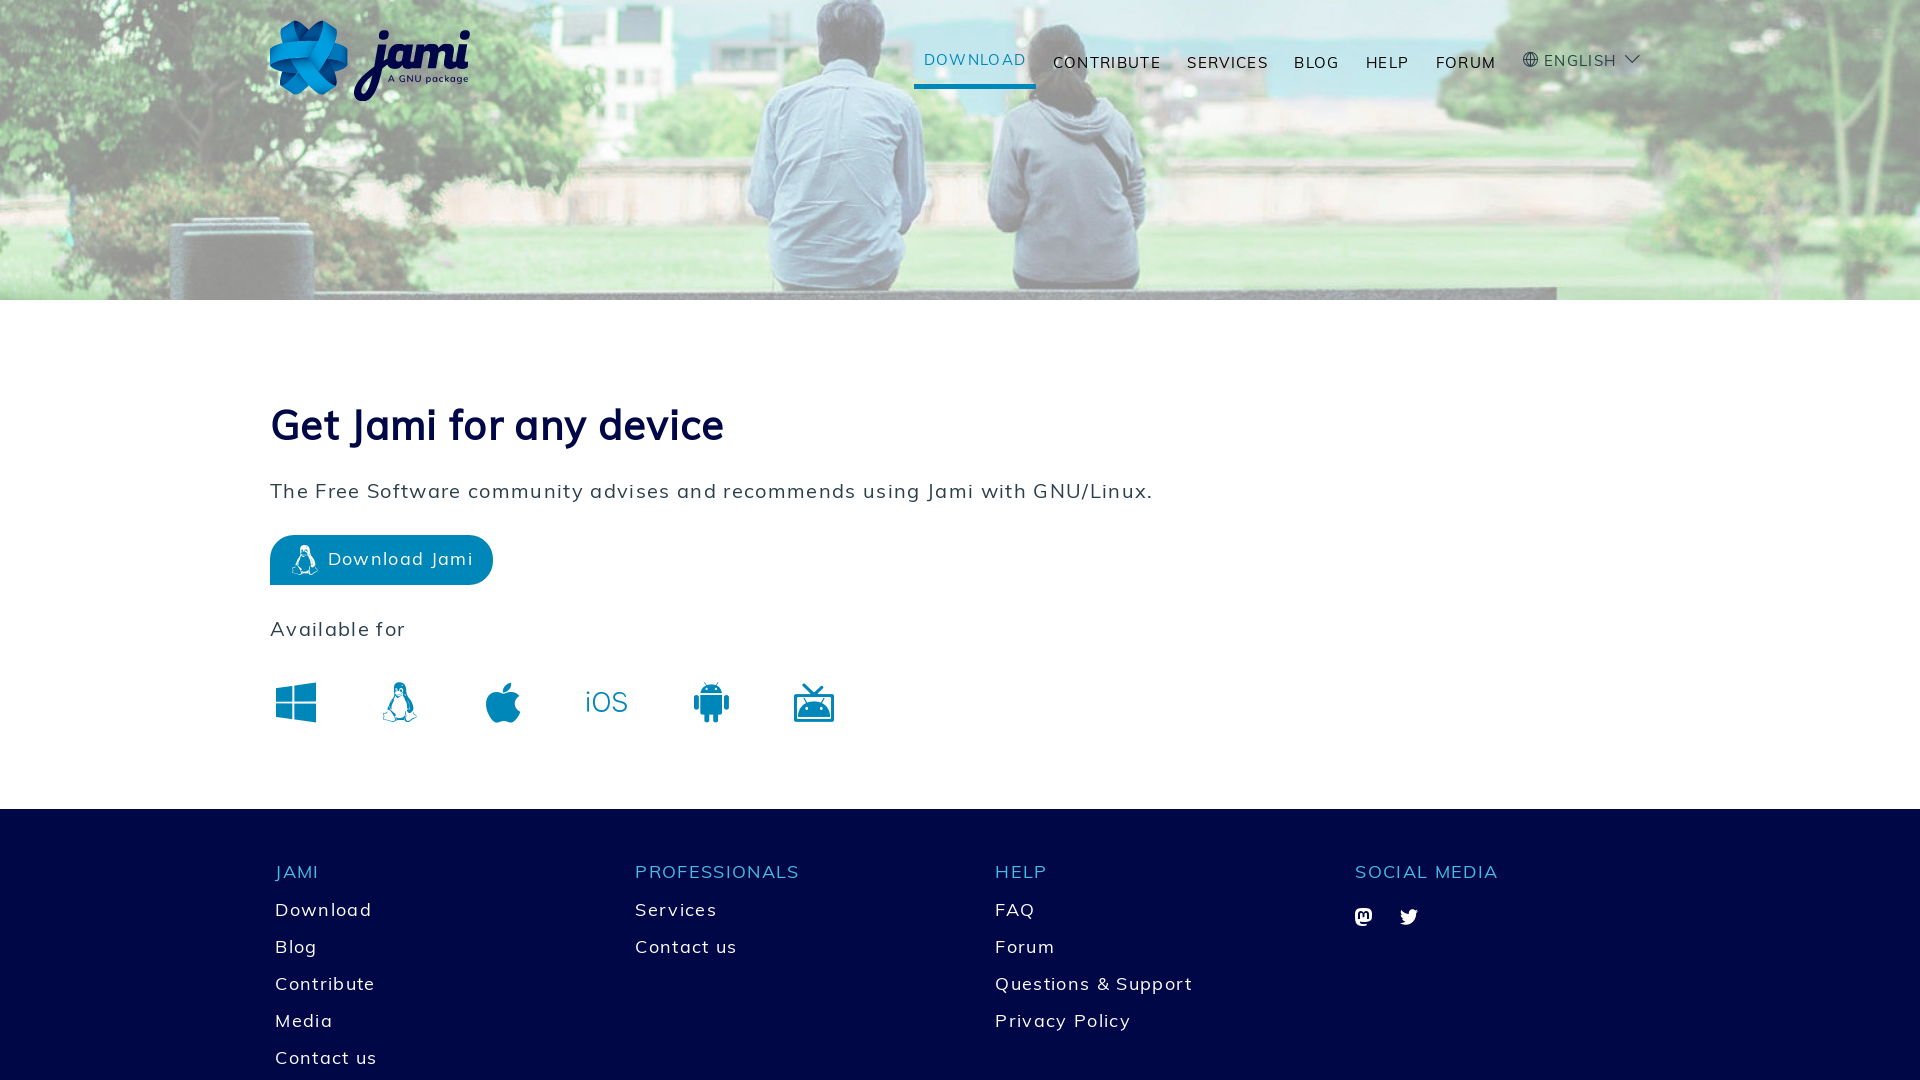 jami
A GNU package
DOWNLOAD
CONTRIBUTE
SERVICES
BLOG
HELP
FORUM
ENGLISH
Get Jami for any device
The Free Software community advises and recommends using Jami with GNU/Linux.
Download Jami
Available for
iOS
JAMI
Download
Blog
Contribute
Media
Contact us
PROFESSIONALS
Services
Contact us
HELP
FAQ
Forum
Questions & Support
Privacy Policy
SOCIAL MEDIA